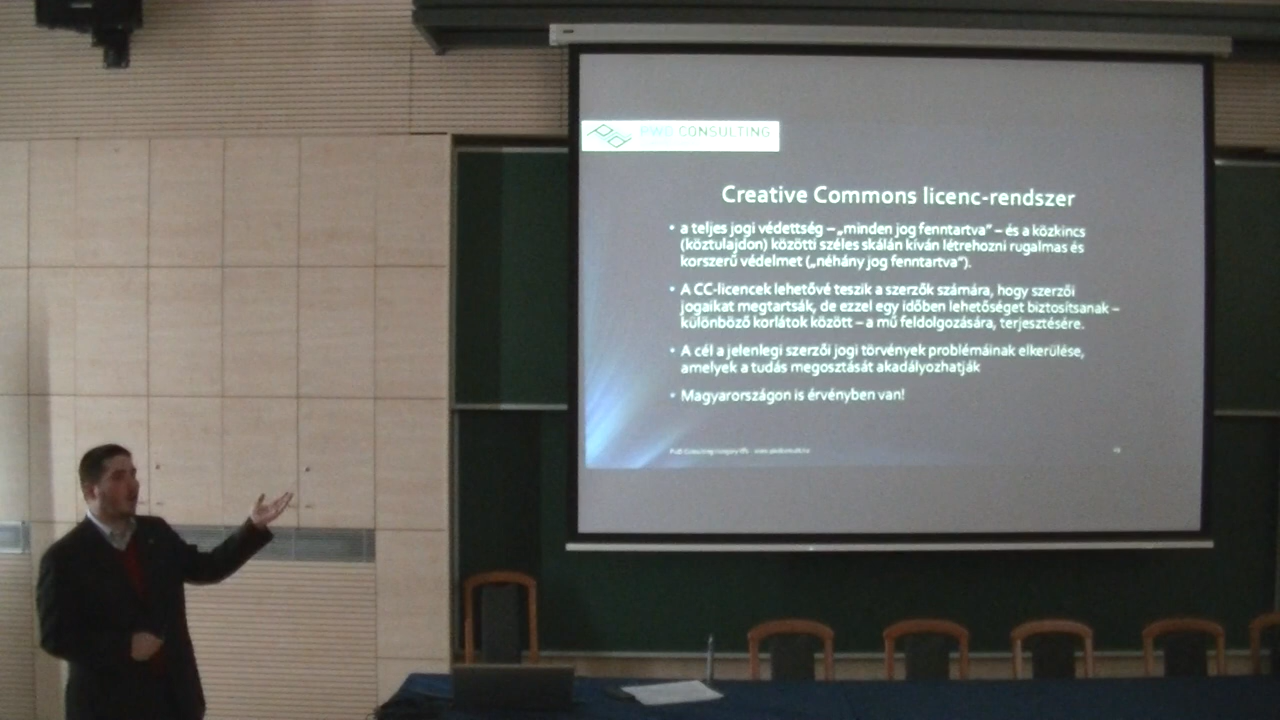 CONSULTING
Creative Commons licenc-rendszer
• a teljes jogi védettség – „minden jog fenntartva” – és a közkincs
(köztulajdon) közötti széles skálán kíván létrehozni rugalmas és
korszerű védelmet („néhány jog fenntartva”).
• A CC-licencek lehetővé teszik a szerzők számára, hogy szerzői
jogaikat megtartsák, de ezzel egy időben lehetőséget biztosítsanak –
különböző korlátok között – a mű feldolgozására, terjesztésére.
• A cél a jelenlegi szerzői jogi törvények problémáinak elkerülése,
amelyek a tudás megosztását akadályozhatják
• Magyarországon is érvényben van!